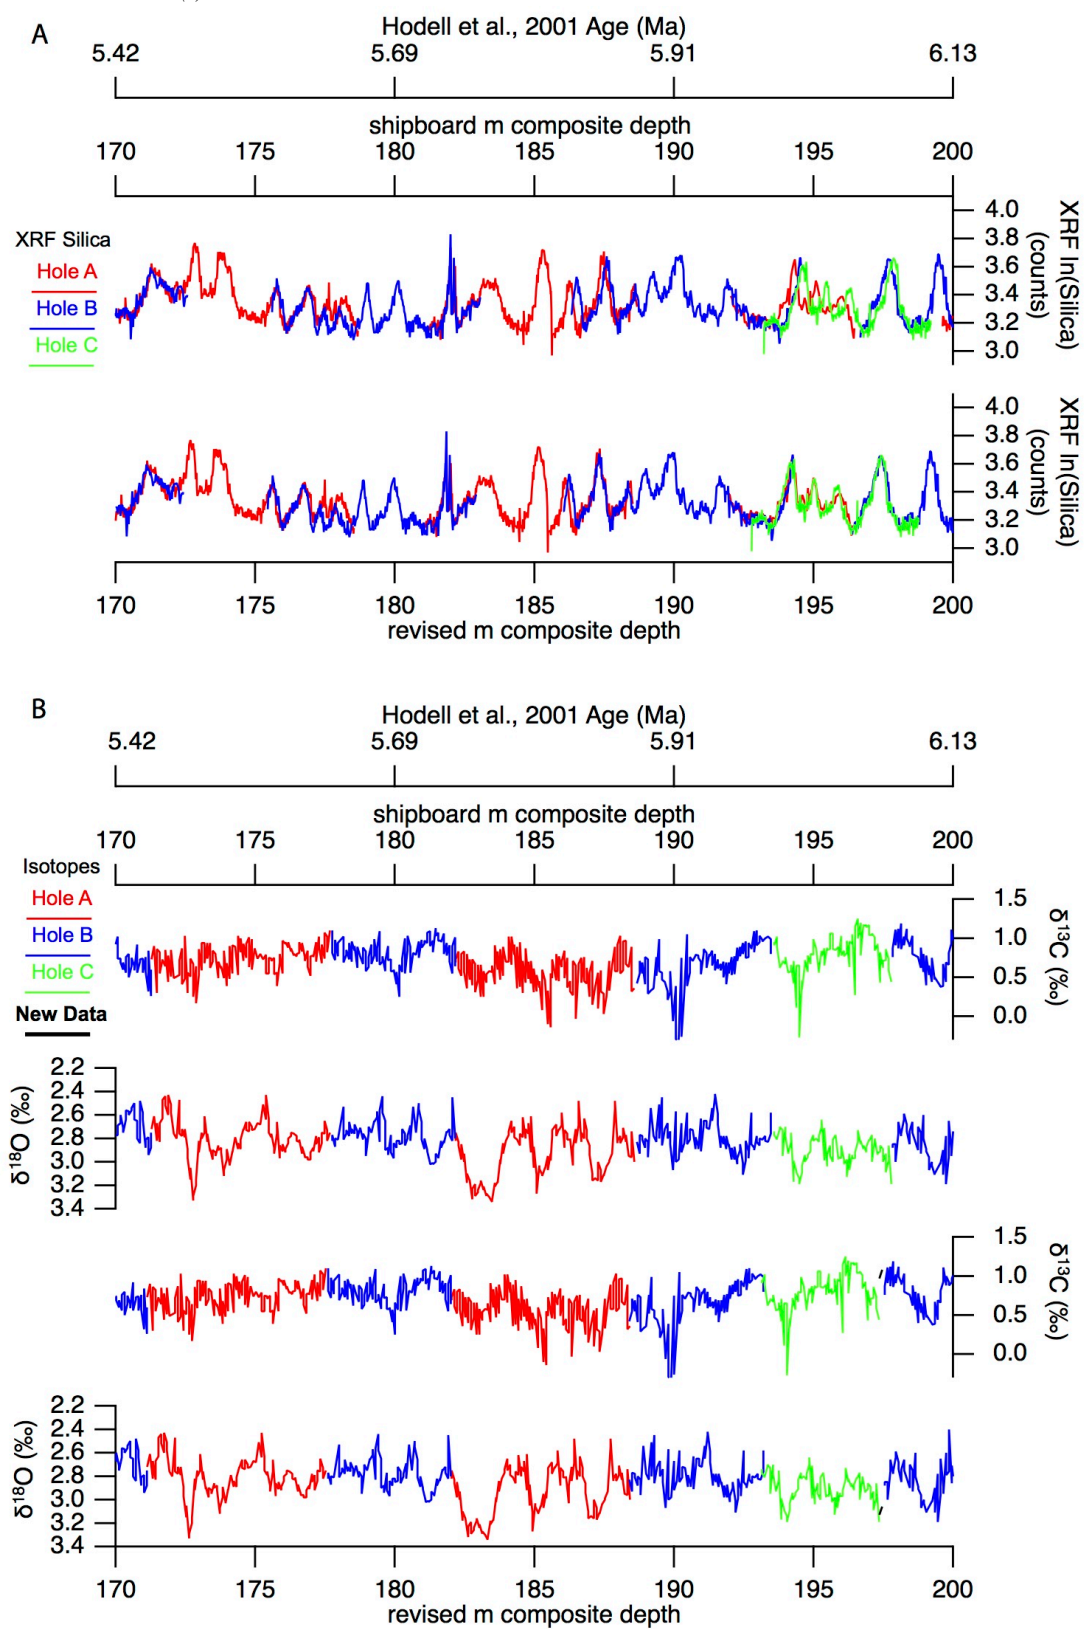 A
Hodell et al., 2001 Age (Ma)
5.42 5.69 5.91 6.13
shipboard m composite depth
170 175 180 185 190 195 200
XRF Silica
Hole A
Hole B
Hole C
4.0
3.8
3.6
3.4
3.2
3.0
XRF ln(Silica)
(counts)
4.0
3.8
3.6
3.4
3.2
3.0
XRF ln(Silica)
(counts)
170 175 180 185 190 195 200
revised m composite depth
B
Hodell et al., 2001 Age (Ma)
5.42 5.69 5.91 6.13
shipboard m composite depth
170 175 180 185 190 195 200
Isotopes
Hole A
Hole B
Hole C
New Data
1.5
1.0
0.5
0.0
δ13C (‰)
2.2
2.4
2.6
2.8
3.0
3.2
3.4
δ18O (‰)
1.5
1.0
0.5
0.0
δ13C (‰)
2.2
2.4
2.6
2.8
3.0
3.2
3.4
δ18O (‰)
170 175 180 185 190 195 200
revised m composite depth